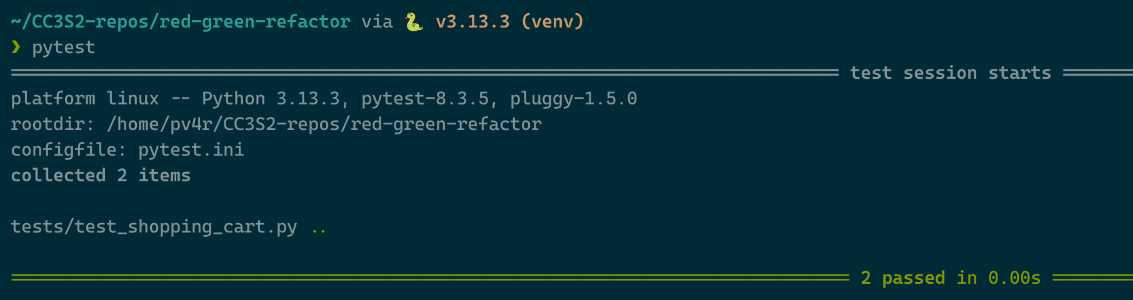 ~/CC3S2-repos/red-green-refactor via 🐍 v3.13.3 (venv)
❯ pytest
test session starts
platform linux -- Python 3.13.3, pytest-8.3.5, pluggy-1.5.0
rootdir: /home/pv4r/CC3S2-repos/red-green-refactor
configfile: pytest.ini
collected 2 items
tests/test_shopping_cart.py ..
2 passed in 0.00s